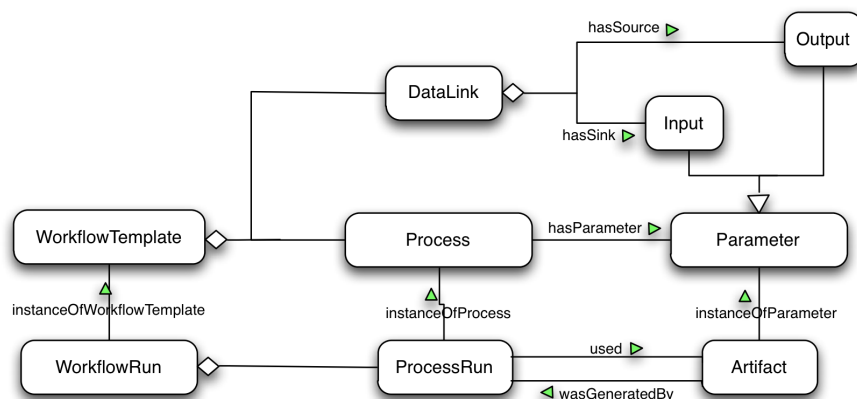 hasSource
Output
DataLink
Input
hasSink
WorkflowTemplate
Process
hasParameter
Parameter
instanceOfWorkflowTemplate
instanceOfProcess
instanceOfParameter
WorkflowRun
ProcessRun
used
Artifact
wasGeneratedBy